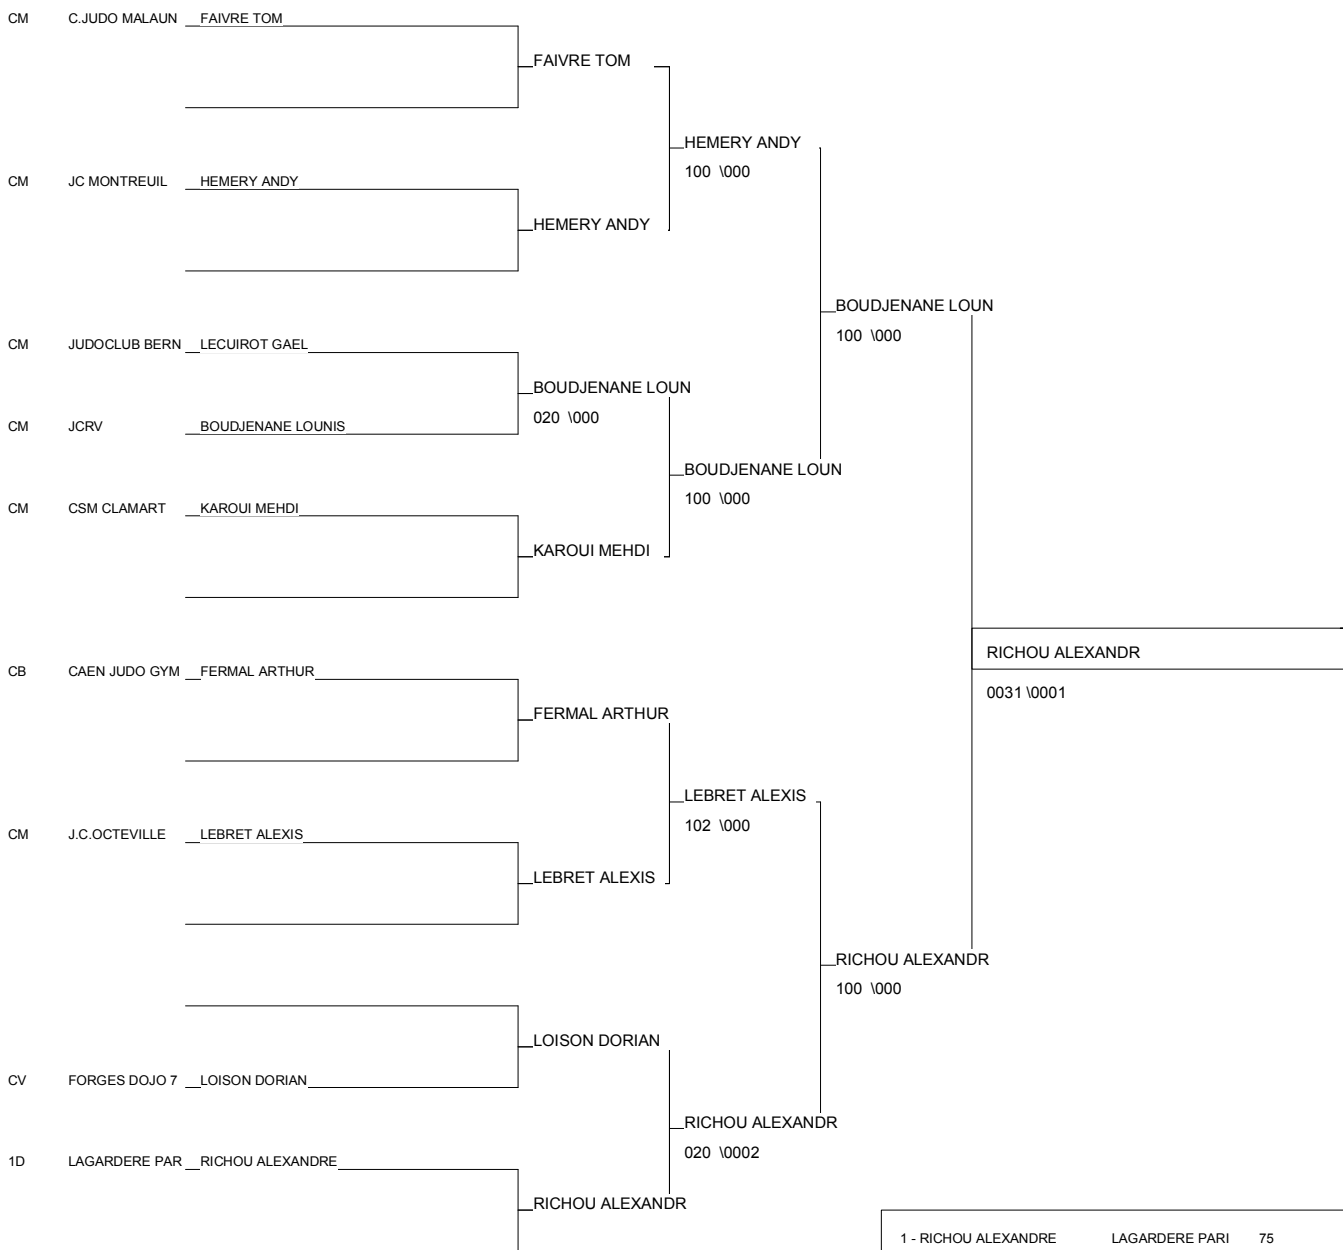 CM C.JUDO MALAUN FAIVRE TOM
FAIVRE TOM
HEMERY ANDY
100 \000
CM JC MONTREUIL HEMERY ANDY
HEMERY ANDY
BOUDJENANE LOUN
100 \000
CM JUDOCLUB BERN LECUIROT GAEL
BOUDJENANE LOUN
020 \000
CM JCRV BOUDJENANE LOUNIS
BOUDJENANE LOUN
100 \000
CM CSM CLAMART KAROUI MEHDI
KAROUI MEHDI
RICHOU ALEXANDR
0031 \0001
CB CAEN JUDO GYM FERMAL ARTHUR
FERMAL ARTHUR
LEBRET ALEXIS
102 \000
CM J.C.OCTEVILLE LEBRET ALEXIS
LEBRET ALEXIS
RICHOU ALEXANDR
100 \000
LOISON DORIAN
CV FORGES DOJO 7 LOISON DORIAN
RICHOU ALEXANDR
020 \0002
1D LAGARDERE PAR RICHOU ALEXANDRE
RICHOU ALEXANDR
1 - RICHOU ALEXANDRE LAGARDERE PARI 75